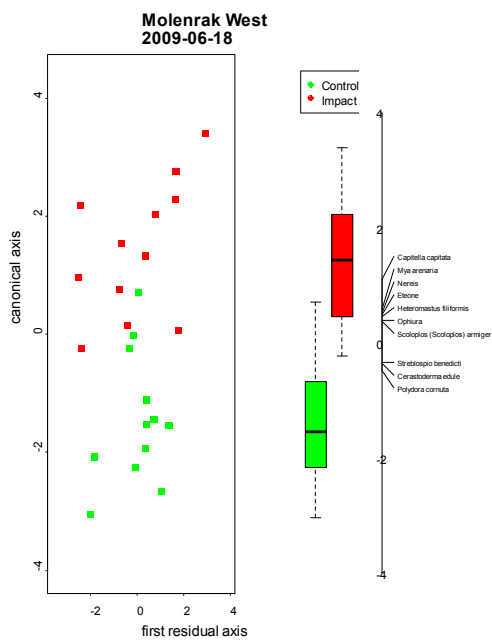 Molenrak West
2009-06-18
Control
Impact
canonical axis
4
2
0
-2
-4
-2
0
2
4
first residual axis
4
2
0
-2
-4
Capitella capitata
Mya arenaria
Nereis
Eteone
Heteromastus filiformis
Ophiura
Scoloplos (Scoloplos) armiger
Streblospio benedicti
Cerastoderma edule
Polydora cornuta